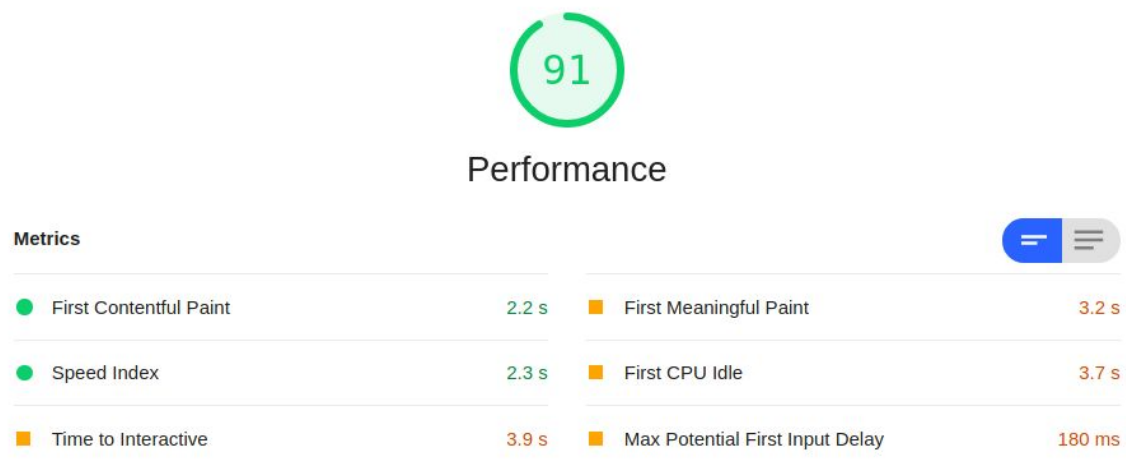 91
Performance
Metrics
First Contentful Paint 2.2 s
First Meaningful Paint 3.2 s
Speed Index 2.3 s
First CPU Idle 3.7 s
Time to Interactive 3.9 s
Max Potential First Input Delay 180 ms